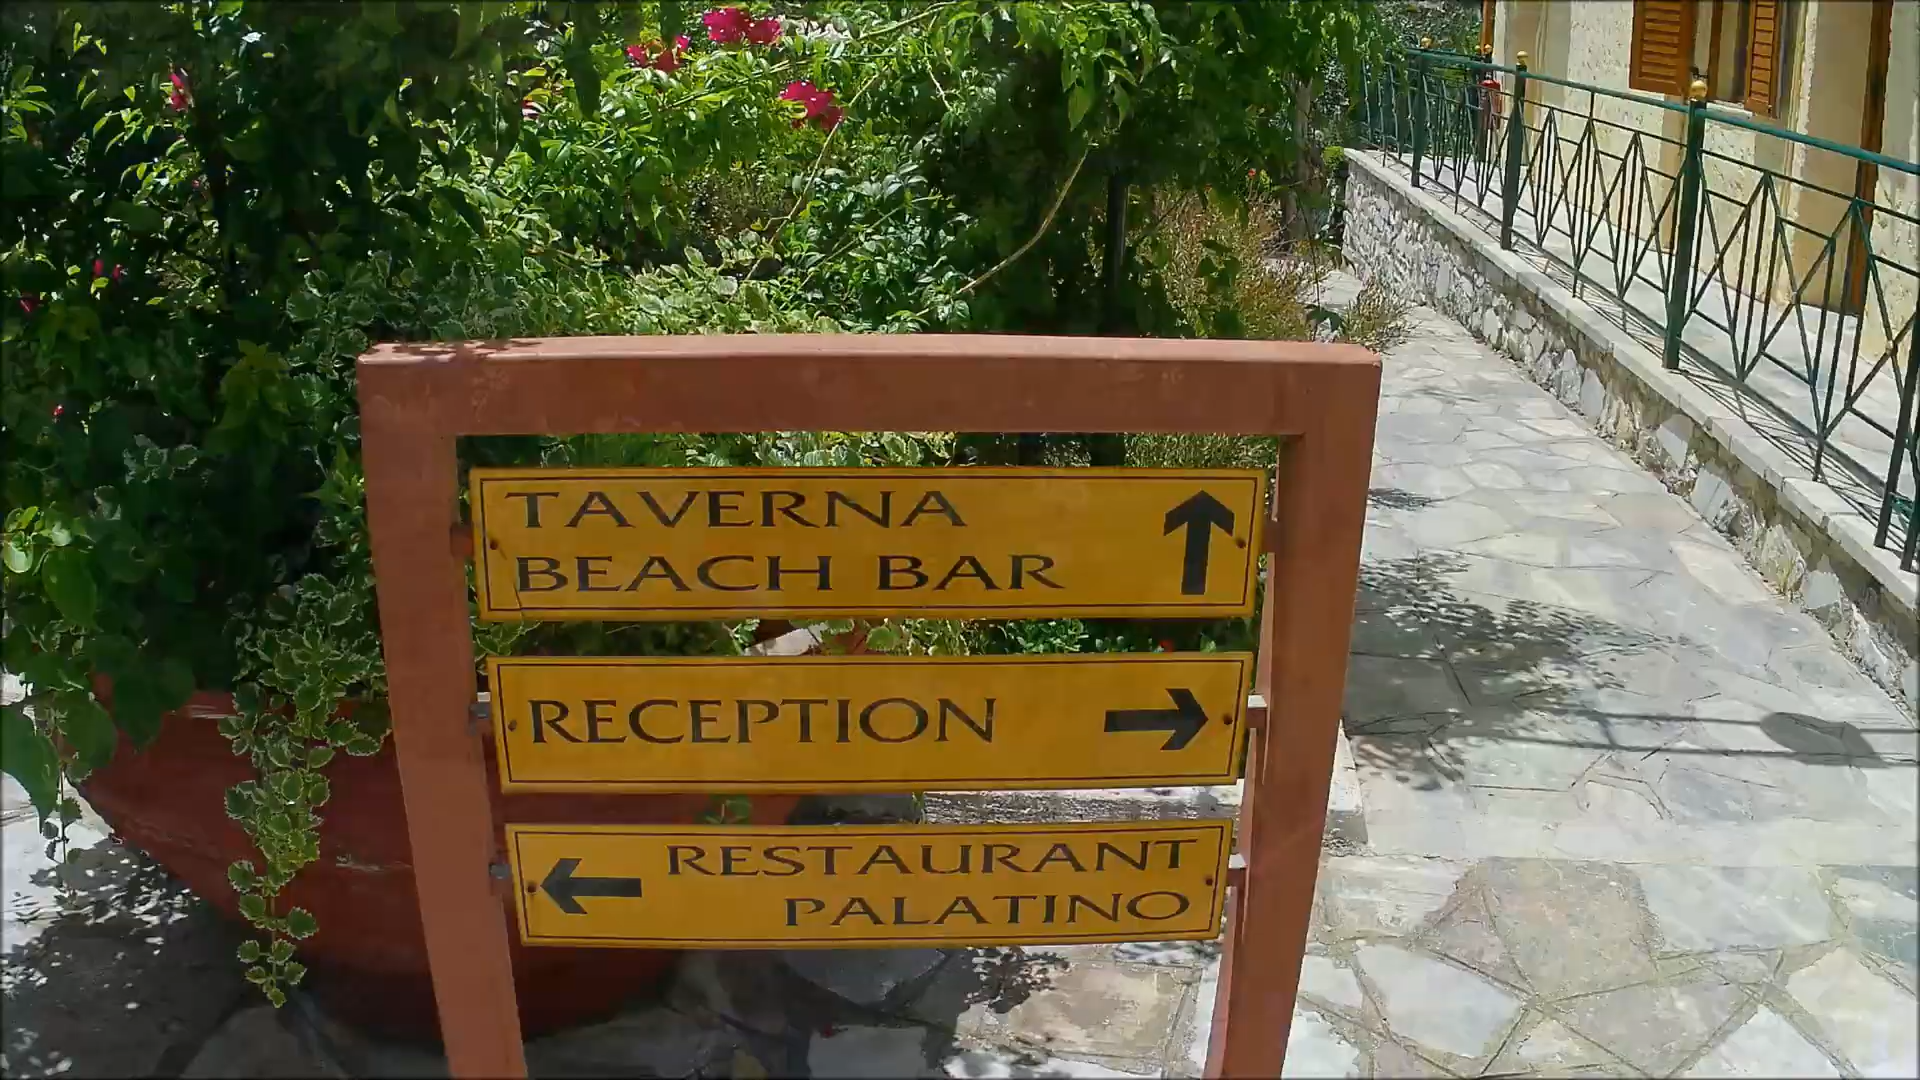 TAVERNA
BEACH BAR
RECEPTION
RESTAURANT
PALATINO